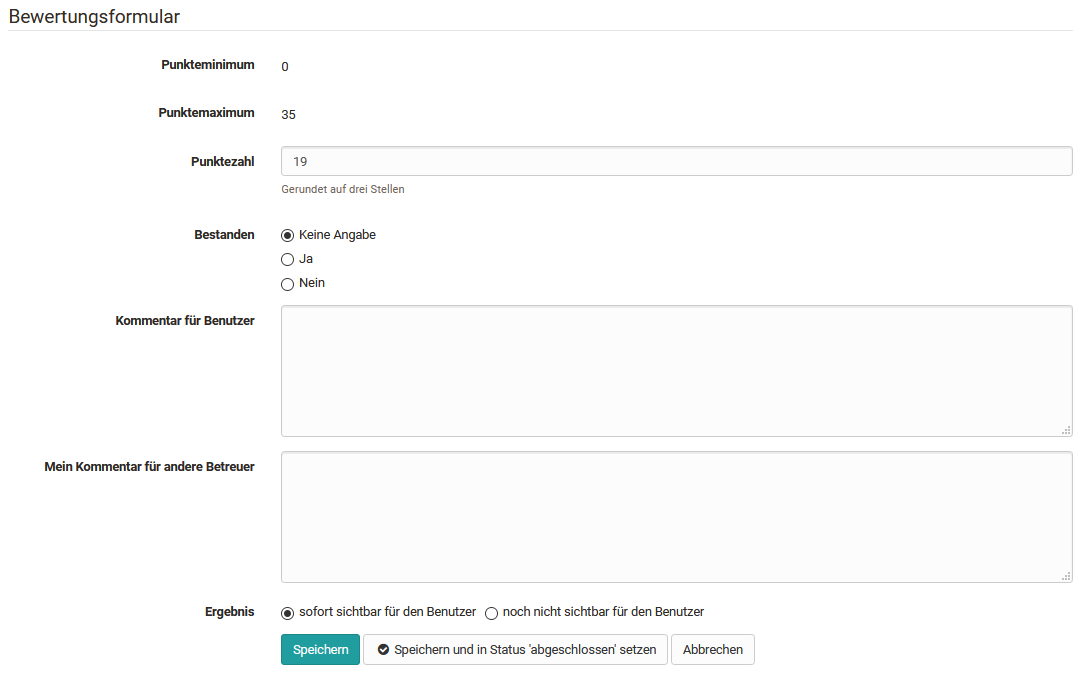 Bewertungsformular
Punkteminimum 0
Punktemaximum 35
Punktezahl 19
Gerundet auf drei Stellen
Bestanden Keine Angabe
Ja
Nein
Kommentar für Benutzer
Mein Kommentar für andere Betreuer
Ergebnis sofort sichtbar für den Benutzer noch nicht sichtbar für den Benutzer
Speichern Speichern und in Status 'abgeschlossen' setzen Abbrechen